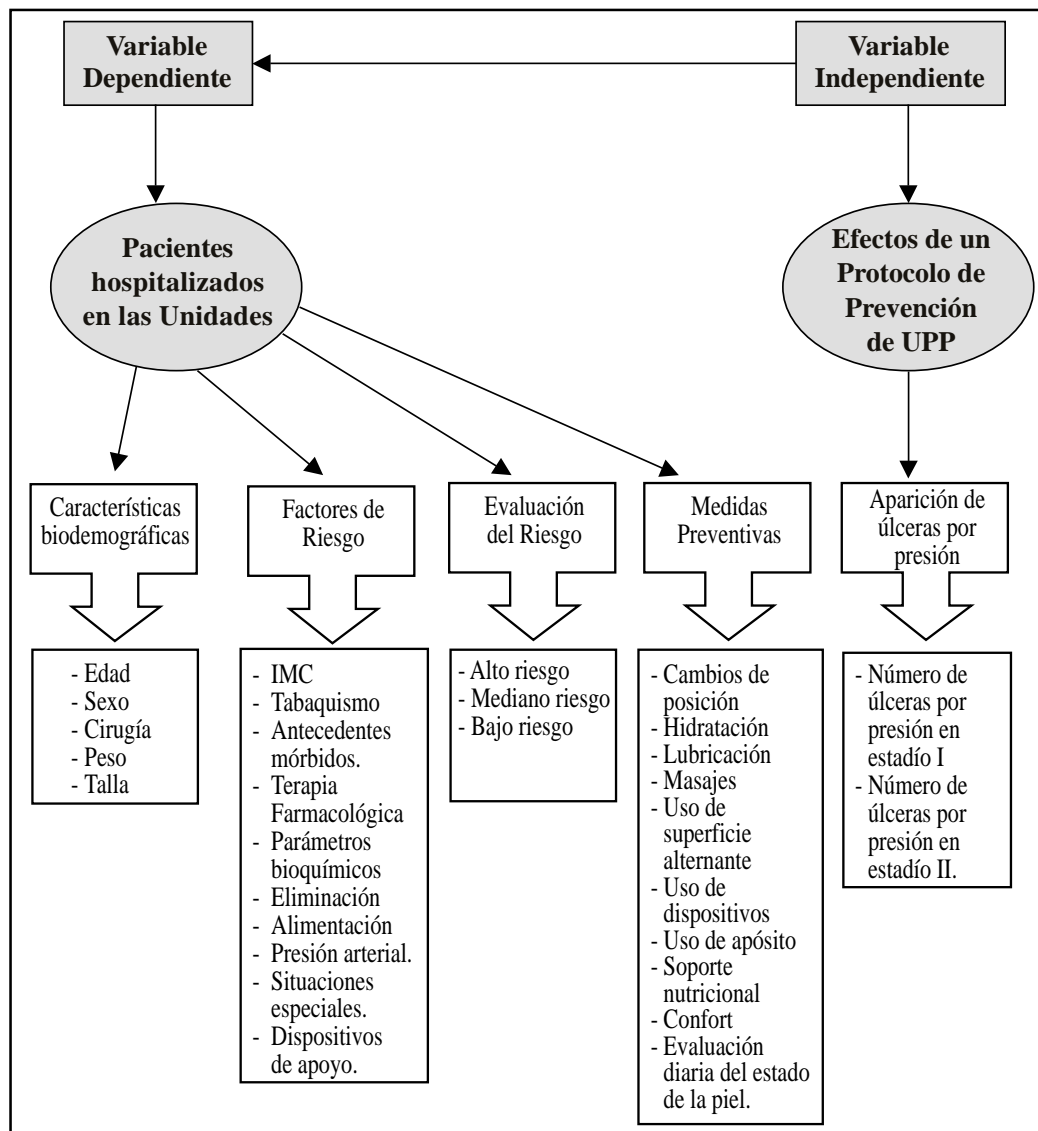 Variable
Dependiente
Variable
Independiente
Pacientes
hospitalizados
en las Unidades
Efectos de un
Protocolo de
Prevención
de UPP
Característicás
biodemográficas
Factores de
Riesgo
Evaluación
del Riesgo
Medidas
Preventivas
Aparición de
úlceras por
presión
- Edad
- Sexo
- Cirugía
- Peso
- Talla
- IMC
- Tabaquismo
- Antecedentes
mórbidos.
- Terapia
Farmacológica
- Parámetros
bioquímicos
- Eliminación
- Alimentación
- Presión arterial.
- Situaciones
especiales.
- Dispositivos
de apoyo.
- Alto riesgo
- Mediano riesgo
- Bajo riesgo
- Cambios de
posición
- Hidratación
- Lubricación
- Masajes
- Uso de
superficie
alternante
- Uso de
dispositivos
- Uso de apósito
- Soporte
nutricional
- Confort
- Evaluación
diaria del estado
de la piel.
- Número de
úlceras por
presión en
estadío I
- Número de
úlceras por
presión en
estadío II.